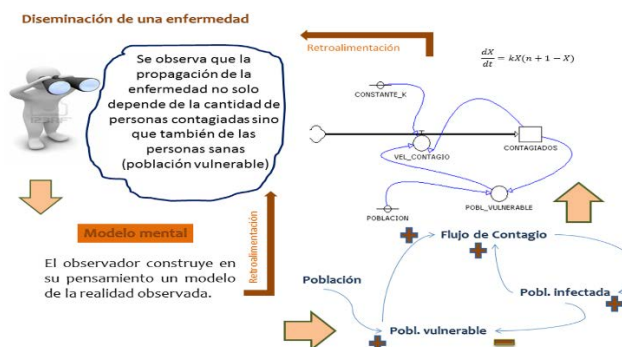 Diseminación de una enfermedad
Se observa que la
propagación de la
enfermedad no solo
depende de la cantidad de
personas contagiadas sino
que también de las
personas sanas
(población vulnerable)
Retroalimentación
dX/dt = kX(n + 1 − X)
CONSTANTE_K
VEL_CONTAGIO
CONTAGIADOS
POBLACION
POBL_VULNERABLE
Modelo mental
El observador construye en
su pensamiento un modelo
de la realidad observada.
Retroalimentación
Flujo de Contagio
Población
Pobl. infectada
Pobl. vulnerable